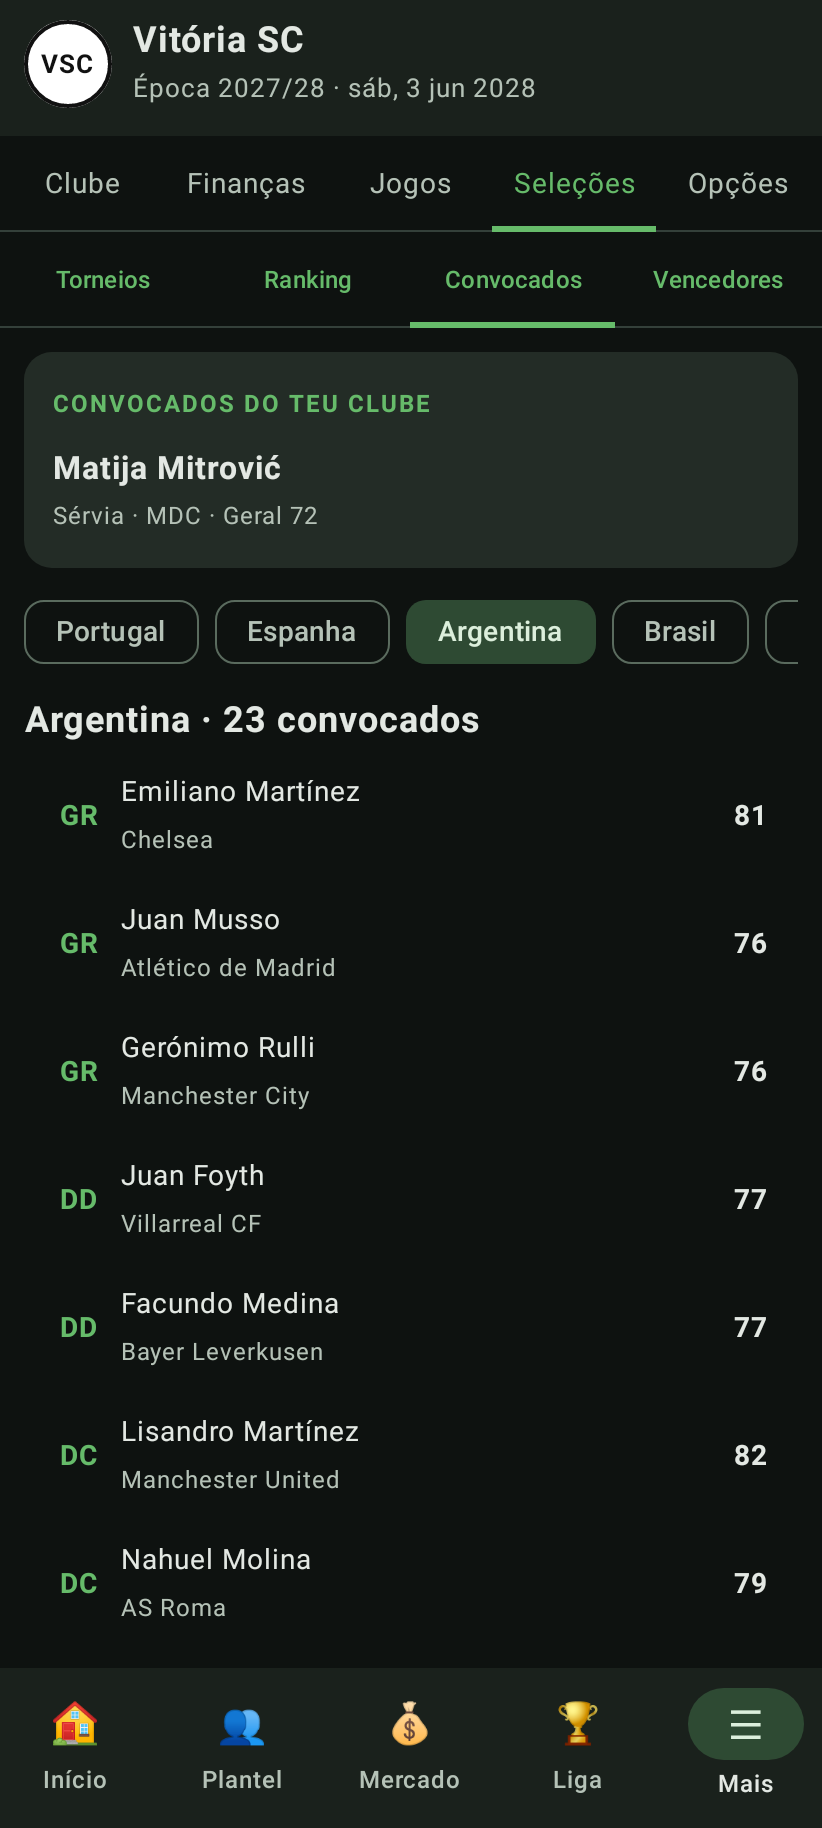 VSC
Vitória SC
Época 2027/28 · sáb, 3 jun 2028
Clube Finanças Jogos Seleções Opções
Torneios Ranking Convocados Vencedores
CONVOCADOS DO TEU CLUBE
Matija Mitrović
Sérvia · MDC · Geral 72
Portugal Espanha Argentina Brasil
Argentina · 23 convocados
GR Emiliano Martínez 81
Chelsea
GR Juan Musso 76
Atlético de Madrid
GR Gerónimo Rulli 76
Manchester City
DD Juan Foyth 77
Villarreal CF
DD Facundo Medina 77
Bayer Leverkusen
DC Lisandro Martínez 82
Manchester United
DC Nahuel Molina 79
AS Roma
Início Plantel Mercado Liga Mais